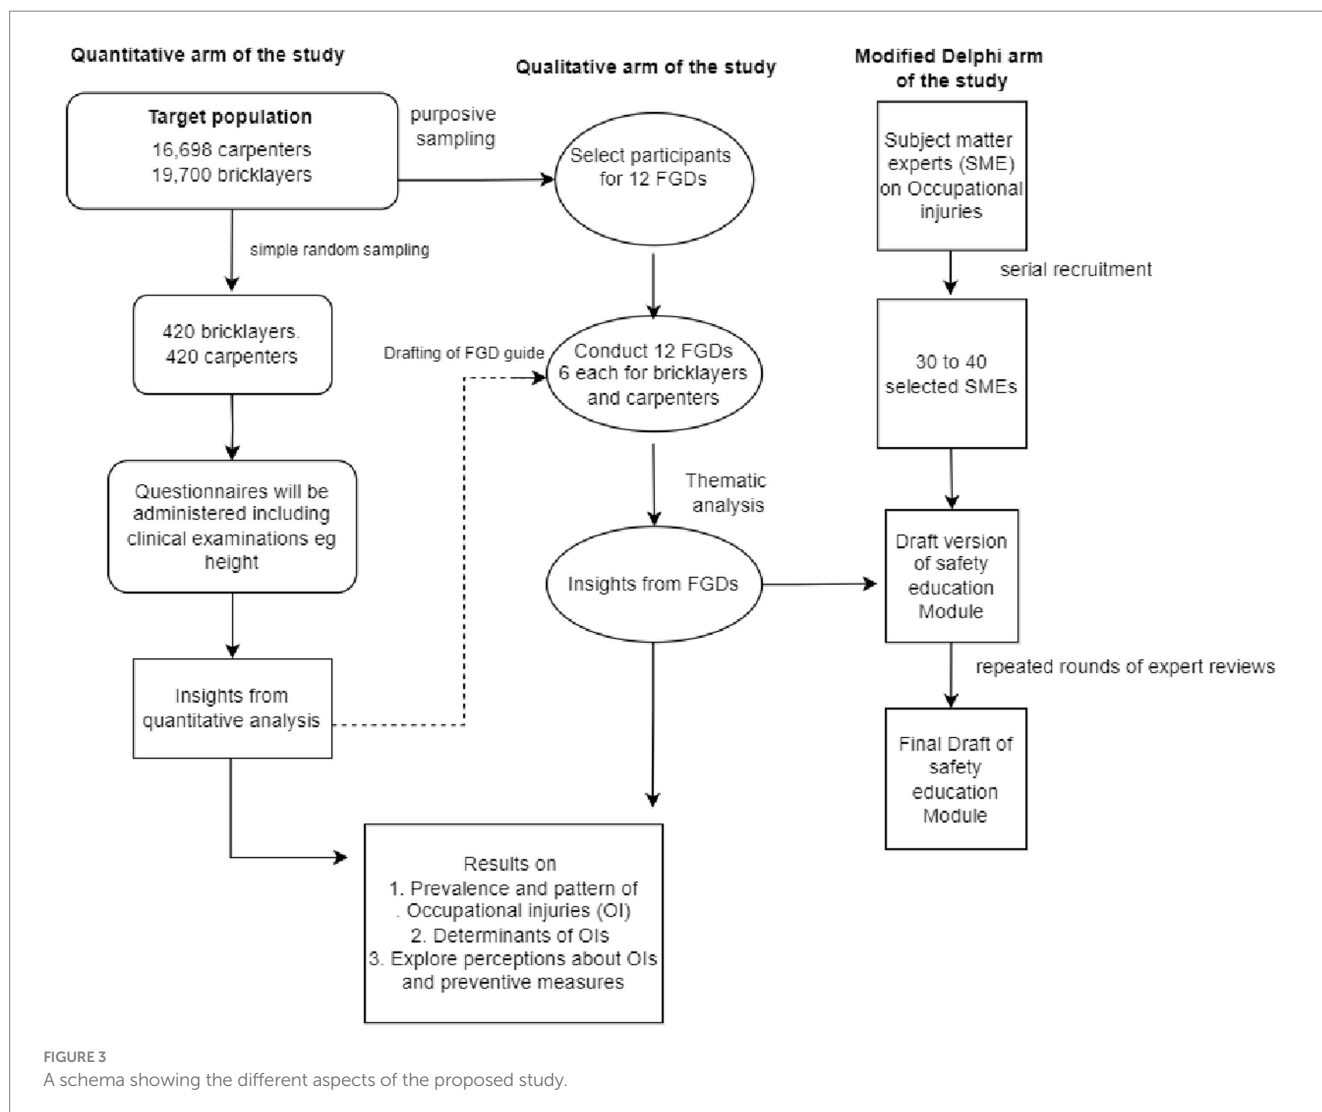 Quantitative arm of the study
Target population
16,698 carpenters
19,700 bricklayers
simple random sampling
420 bricklayers.
420 carpenters
Questionnaires will be
administered including
clinical examinations eg
height
Insights from
quantitative analysis
Qualitative arm of the study
purposive
sampling
Select participants
for 12 FGDs
Drafting of FGD guide
Conduct 12 FGDs
6 each for bricklayers
and carpenters
Thematic
analysis
Insights from FGDs
Modified Delphi arm
of the study
Subject matter
experts (SME)
on Occupational
injuries
serial recruitment
30 to 40
selected SMEs
Draft version
of safety
education
Module
repeated rounds of expert reviews
Final Draft of
safety
education
Module
Results on
1. Prevalence and pattern of
. Occupational injuries (OI)
2. Determinants of OIs
3. Explore perceptions about OIs
and preventive measures
FIGURE 3
A schema showing the different aspects of the proposed study.